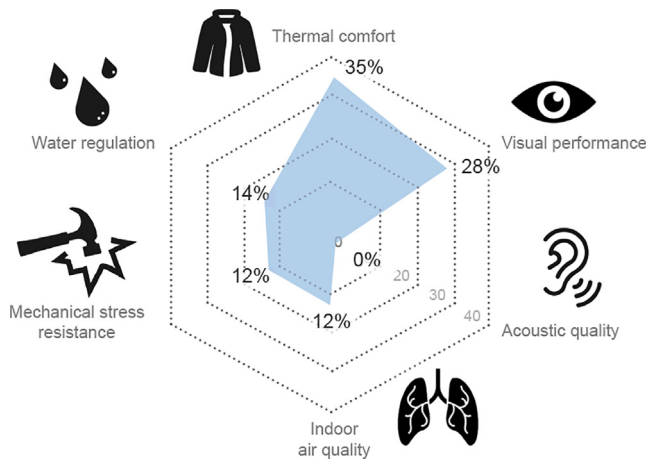 Thermal comfort
35%
Water regulation
Visual performance
28%
14%
0
0%
12%
20
30
40
Mechanical stress
resistance
12%
Acoustic quality
Indoor
air quality